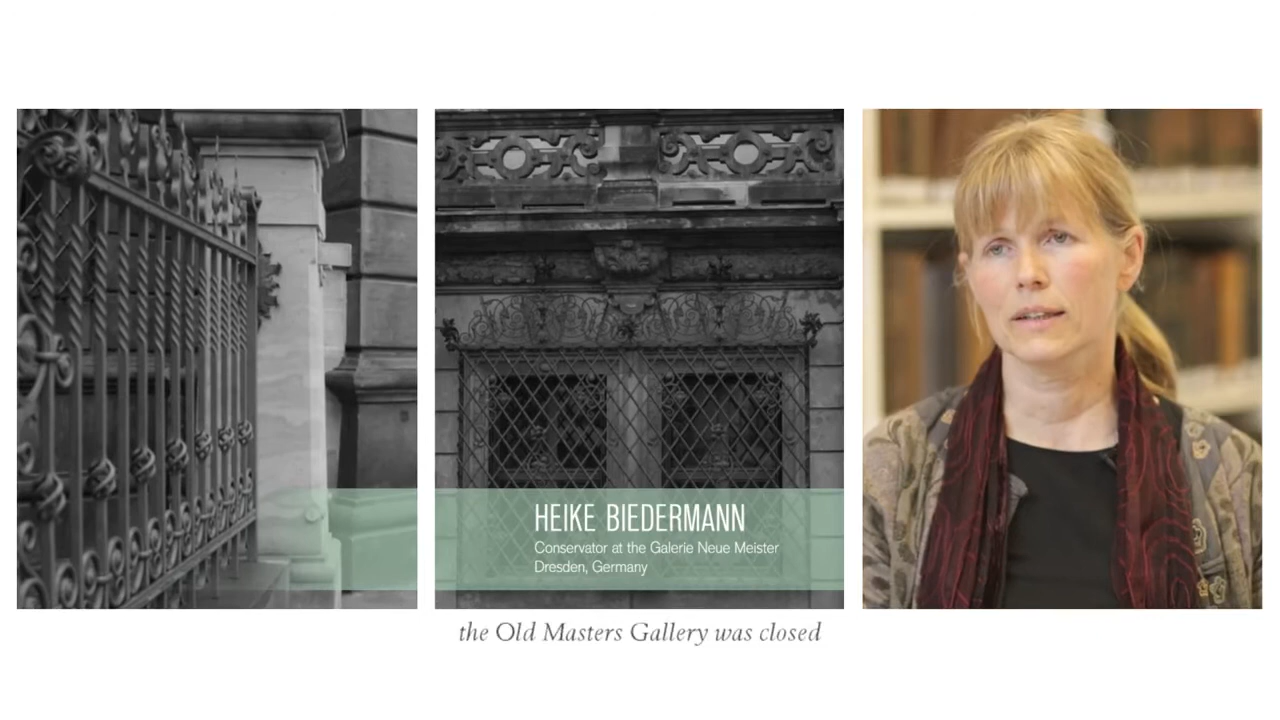 HEIKE BIEDERMANN
Conservator at the Galerie Neue Meister
Dresden, Germany
the Old Masters Gallery was closed